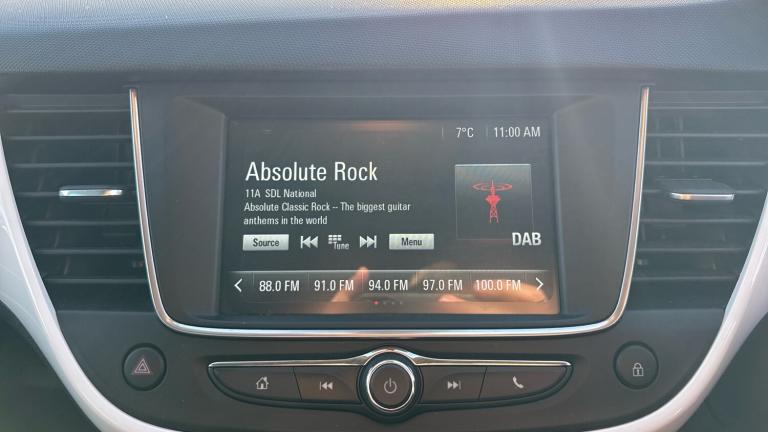 7°C 11:00 AM
Absolute Rock
11A SDL National
Absolute Classic Rock -- The biggest guitar
anthems in the world
Source Tune Menu
DAB
88.0 FM 91.0 FM 94.0 FM 97.0 FM 100.0 FM